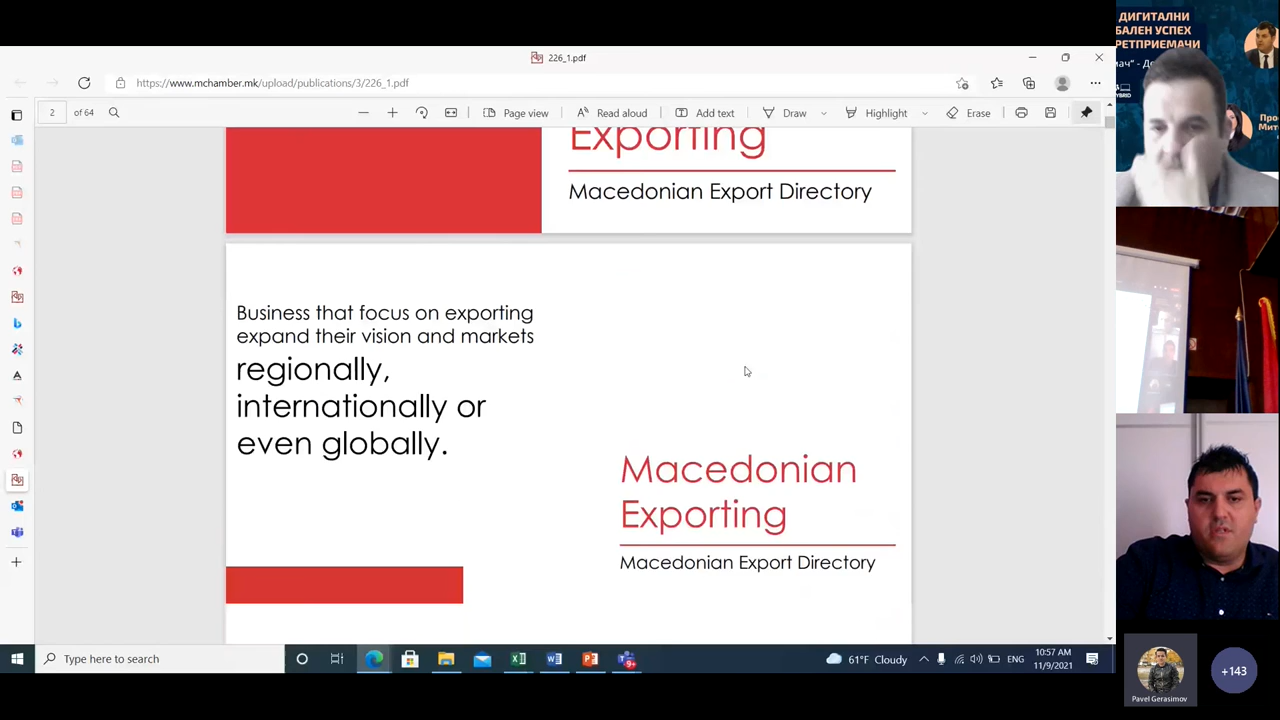 226_1.pdf
https://www.mchamber.mk/upload/publications/3/226_1.pdf
2 of 64
Page view
Read aloud
Add text
Draw
Highlight
Erase
Exporting
Macedonian Export Directory
Business that focus on exporting
expand their vision and markets
regionally,
internationally or
even globally.
Macedonian
Exporting
Macedonian Export Directory
Type here to search
61°F Cloudy
ENG
10:57 AM
11/9/2021
ДИГИТАЛНИ
БАЛЕН УСПЕХ
РЕТПРИЕМАЧИ
Pavel Gerasimov
+143